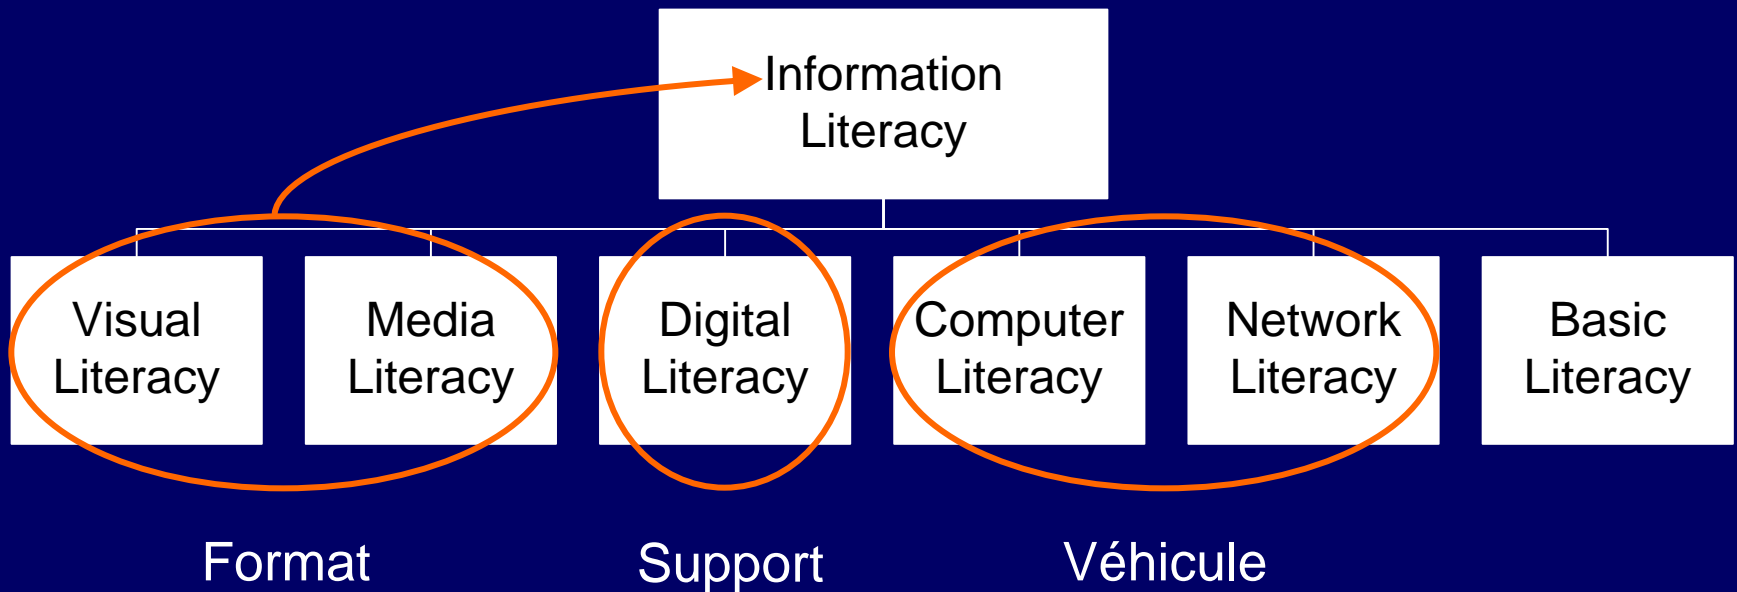 Information
Literacy
Visual
Literacy
Media
Literacy
Digital
Literacy
Computer
Literacy
Network
Literacy
Basic
Literacy
Format
Support
Véhicule